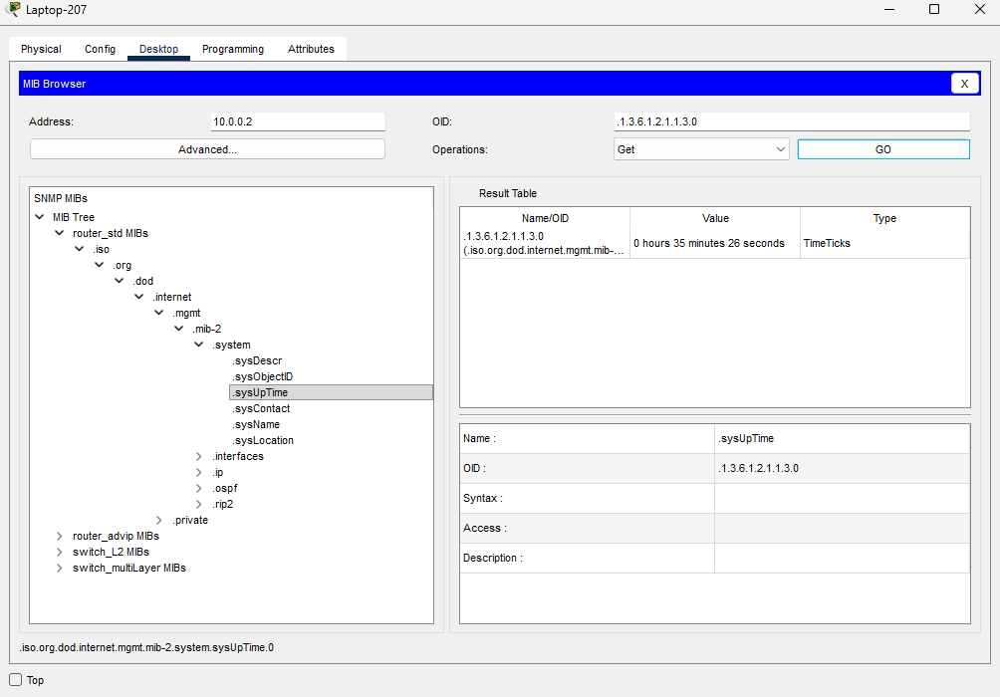 Laptop-207
Physical Config Desktop Programming Attributes
MIB Browser X
Address: 10.0.0.2 OID: .1.3.6.1.2.1.1.3.0
Advanced... Operations: Get GO
SNMP MIBs
MIB Tree
router_std MIBs
.iso
.org
.dod
.internet
.mgmt
.mib-2
.system
.sysDescr
.sysObjectID
.sysUpTime
.sysContact
.sysName
.sysLocation
.interfaces
.ip
.ospf
.rip2
.private
router_advip MIBs
switch_L2 MIBs
switch_multiLayer MIBs
Result Table
Name/OID Value Type
.1.3.6.1.2.1.1.3.0
(.iso.org.dod.internet.mgmt.mib-... 0 hours 35 minutes 26 seconds TimeTicks
Name : .sysUpTime
OID : .1.3.6.1.2.1.1.3.0
Syntax :
Access :
Description :
.iso.org.dod.internet.mgmt.mib-2.system.sysUpTime.0
Top